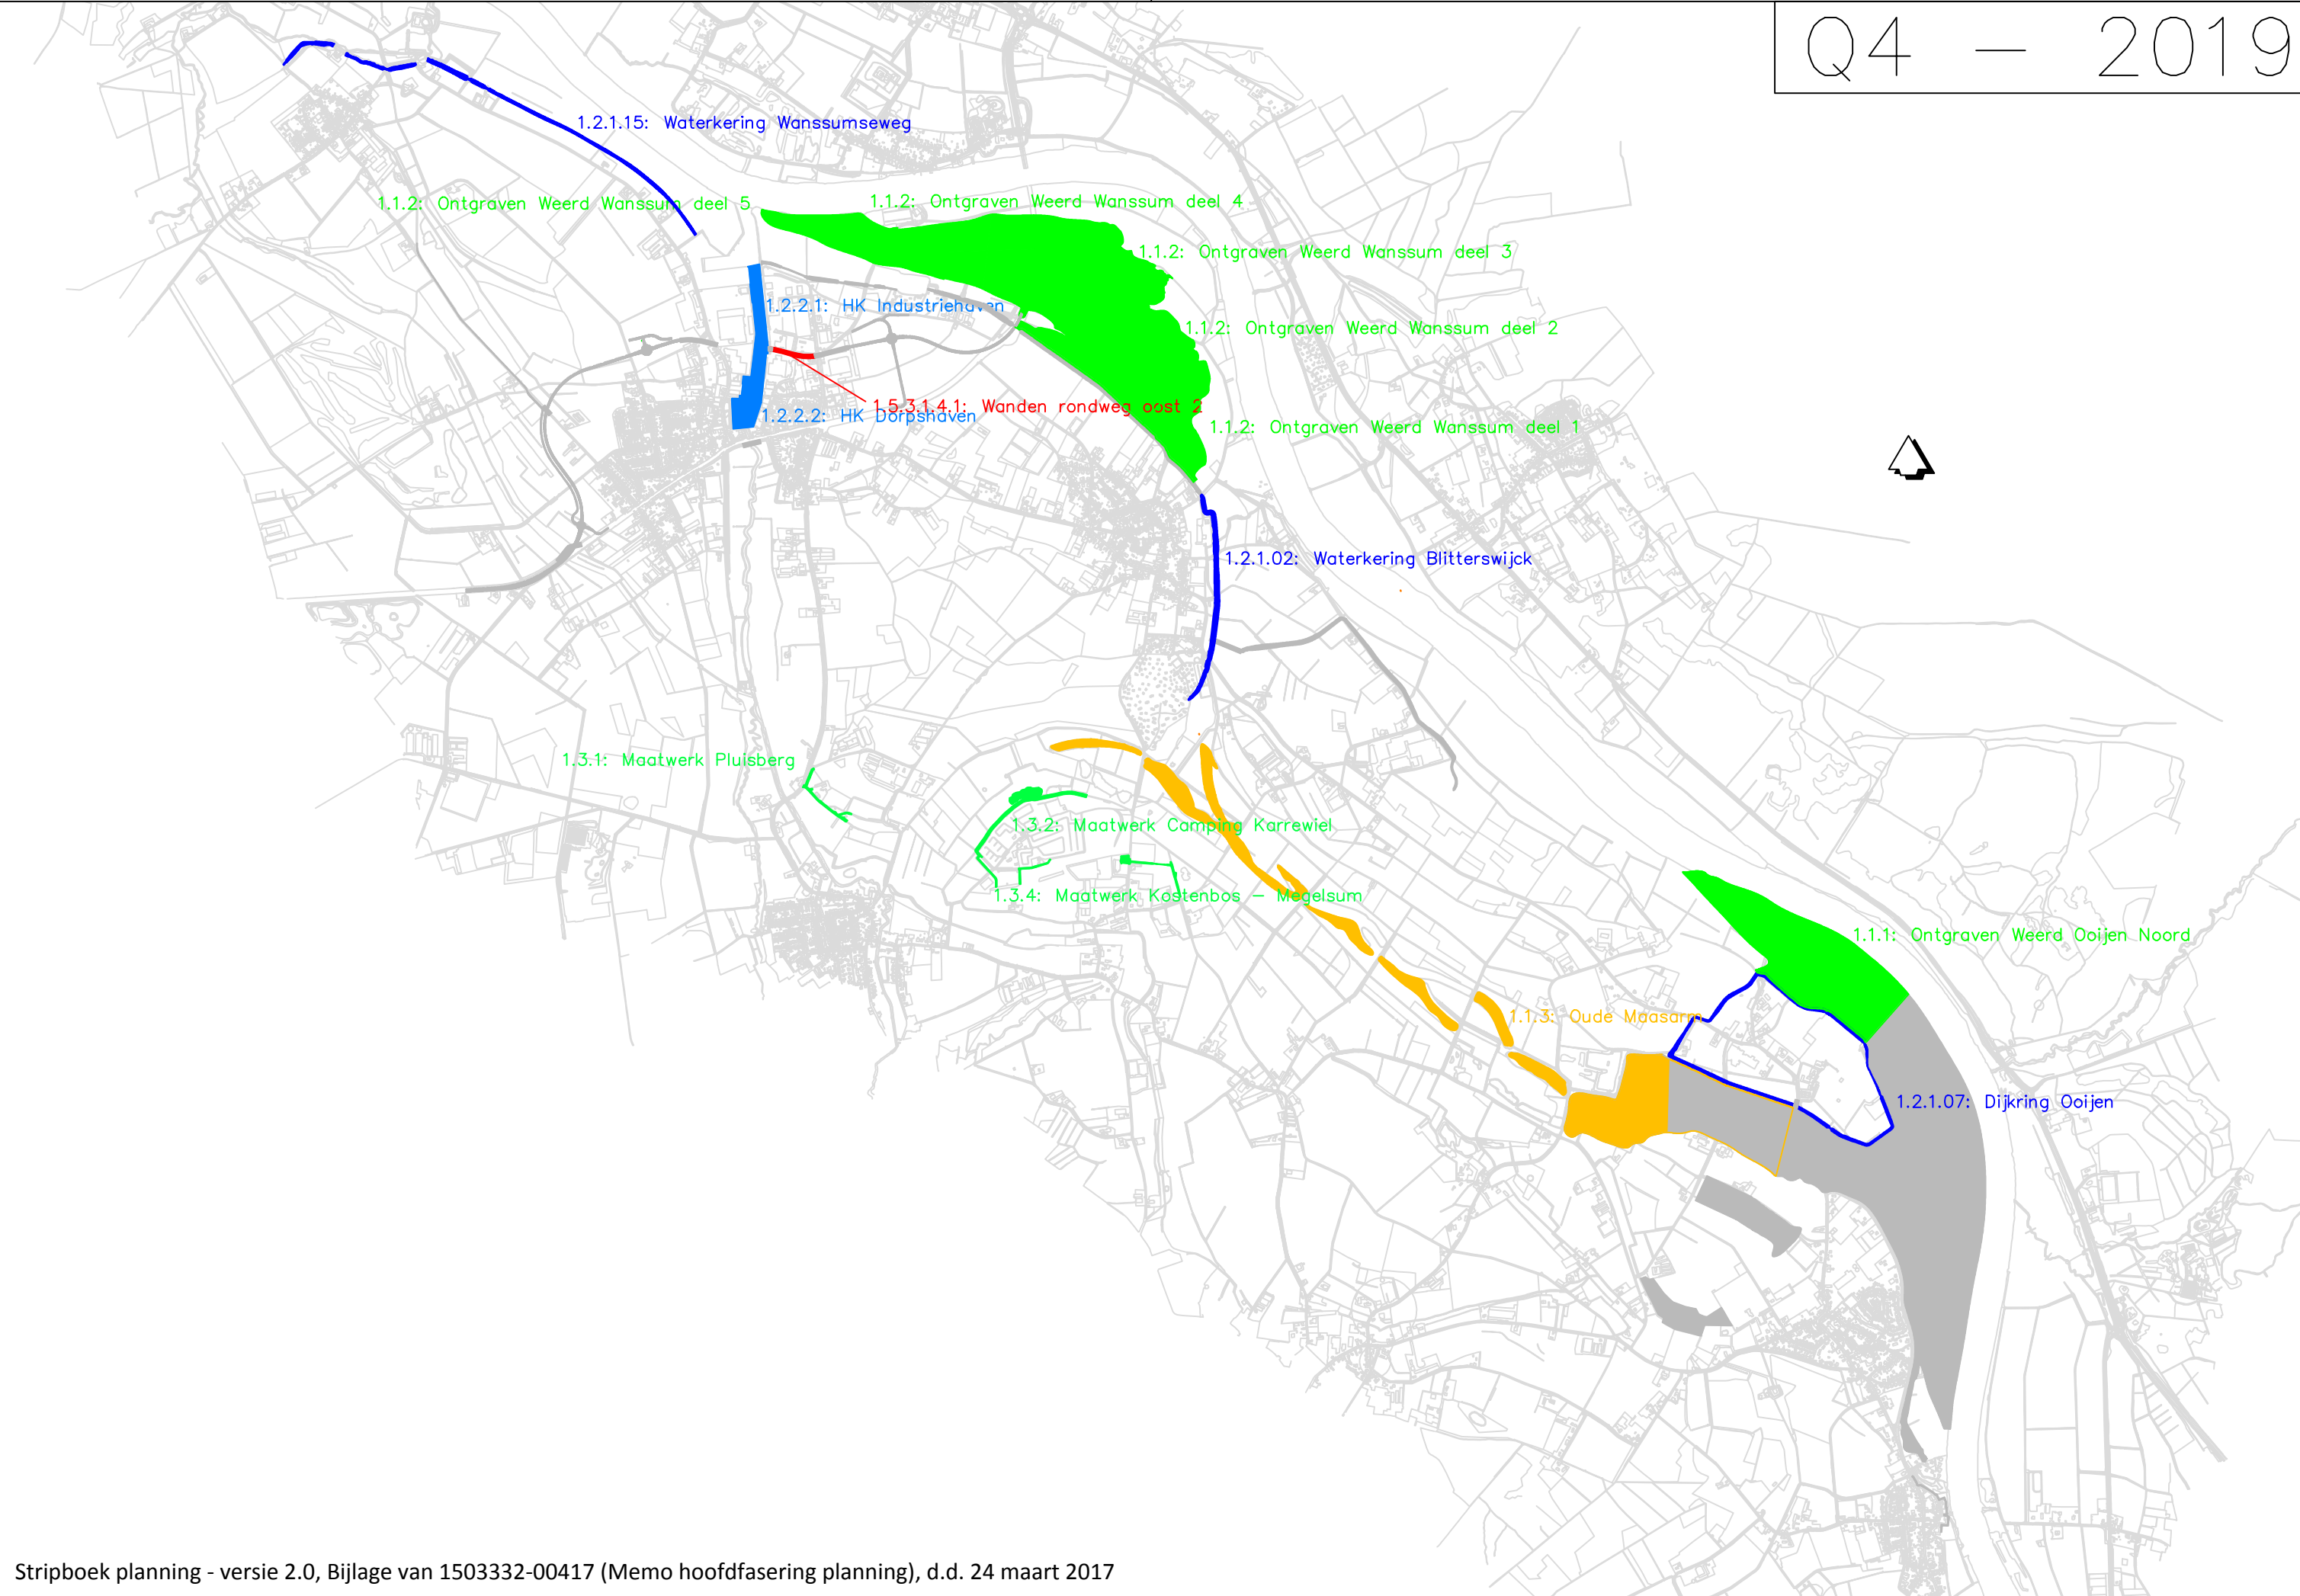 Q4 — 2019
1.2.1.15: Waterkering Wanssumseweg
1.1.2: Ontgraven Weerd Wanssum deel 5
1.1.2: Ontgraven Weerd Wanssum deel 4
1.1.2: Ontgraven Weerd Wanssum deel 3
1.2.2.1: HK Industriehaven
1.1.2: Ontgraven Weerd Wanssum deel 2
1.5.3.1.4.1: Wanden rondweg oost 2
1.2.2.2: HK Dorpshaven
1.1.2: Ontgraven Weerd Wanssum deel 1
1.2.1.02: Waterkering Blitterswijck
1.3.1: Maatwerk Pluisberg
1.3.2: Maatwerk Camping Karrewiel
1.3.4: Maatwerk Kostenbos — Megelsum
1.1.1: Ontgraven Weerd Ooijen Noord
1.1.3: Oude Maasarm
1.2.1.07: Dijkring Ooijen
Stripboek planning - versie 2.0, Bijlage van 1503332-00417 (Memo hoofdfasering planning), d.d. 24 maart 2017